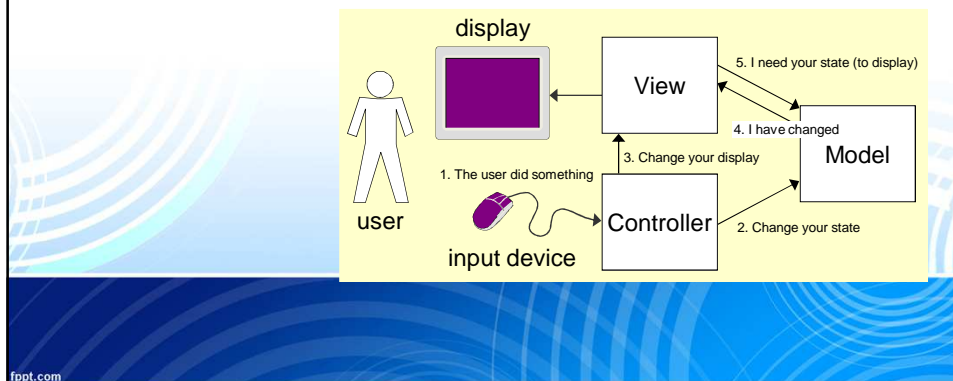 display
View
5. I need your state (to display)
4. I have changed
Model
3. Change your display
1. The user did something
user
Controller
2. Change your state
input device
fppt.com